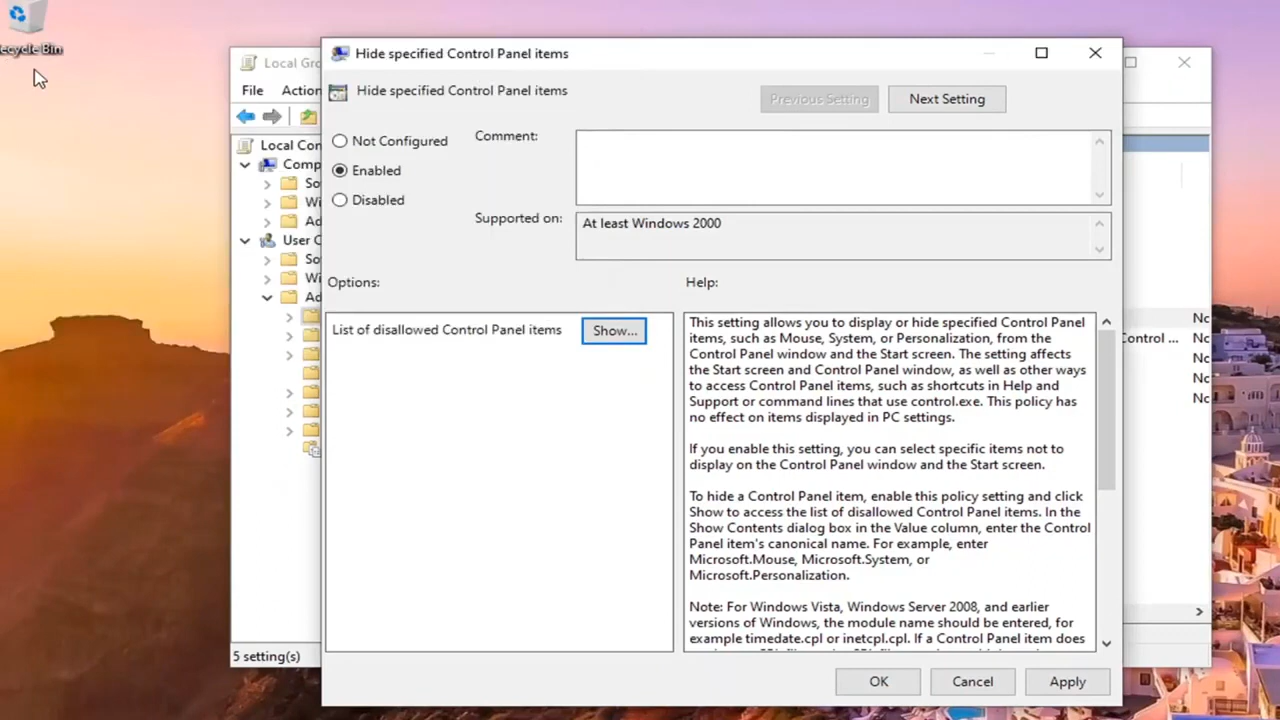 ecycle Bin
Local Gro
File Action
Local Con
Comp
So
Wi
Ad
User C
So
Wi
Ad
5 setting(s)
Hide specified Control Panel items
Hide specified Control Panel items
Previous Setting
Next Setting
Not Configured
Enabled
Disabled
Comment:
Supported on:
At least Windows 2000
Options:
Help:
List of disallowed Control Panel items
Show...
This setting allows you to display or hide specified Control Panel
items, such as Mouse, System, or Personalization, from the
Control Panel window and the Start screen. The setting affects
the Start screen and Control Panel window, as well as other ways
to access Control Panel items, such as shortcuts in Help and
Support or command lines that use control.exe. This policy has
no effect on items displayed in PC settings.
If you enable this setting, you can select specific items not to
display on the Control Panel window and the Start screen.
To hide a Control Panel item, enable this policy setting and click
Show to access the list of disallowed Control Panel items. In the
Show Contents dialog box in the Value column, enter the Control
Panel item's canonical name. For example, enter
Microsoft.Mouse, Microsoft.System, or
Microsoft.Personalization.
Note: For Windows Vista, Windows Server 2008, and earlier
versions of Windows, the module name should be entered, for
example timedate.cpl or inetcpl.cpl. If a Control Panel item does
OK
Cancel
Apply
Nc
Control ... Nc
Nc
Nc
Nc